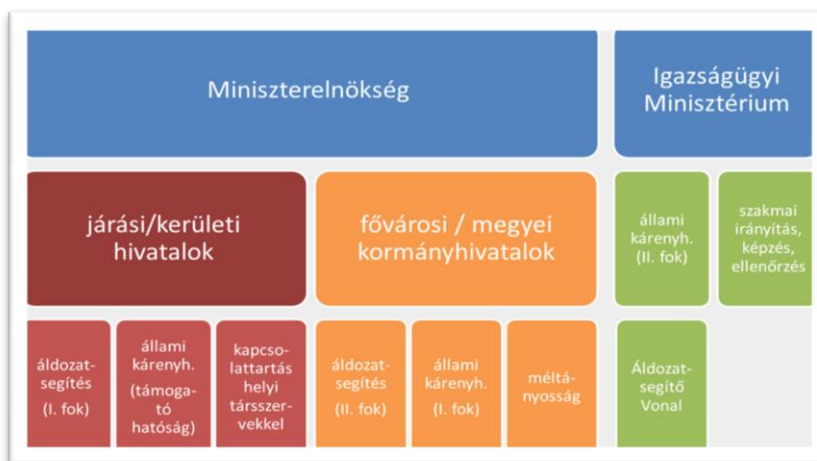 Miniszterelnökség
Igazságügyi
Minisztérium
járási/kerületi
hivatalok
fővárosi / megyei
kormányhivatalok
állami
kárenyh.
(II. fok)
szakmai
irányítás,
képzés,
ellenőrzés
áldozat-
segítés
(I. fok)
állami
kárenyh.
(támoga-
tó
hatóság)
kapcso-
lattartás
helyi
társszer-
vekkel
áldozat-
segítés
(II. fok)
állami
kárenyh.
(I. fok)
méltá-
nyosság
Áldozat-
segítő
Vonal